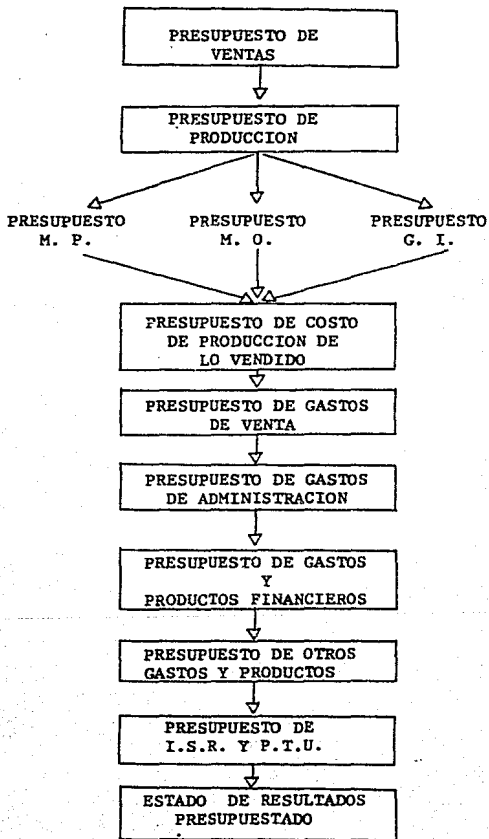 PRESUPUESTO DE
VENTAS
PRESUPUESTO DE
PRODUCCION
PRESUPUESTO
M. P.
PRESUPUESTO
M. O.
PRESUPUESTO
G. I.
PRESUPUESTO DE COSTO
DE PRODUCCION DE
LO VENDIDO
PRESUPUESTO DE GASTOS
DE VENTA
PRESUPUESTO DE GASTOS
DE ADMINISTRACION
PRESUPUESTO DE GASTOS
Y
PRODUCTOS FINANCIEROS
PRESUPUESTO DE OTROS
GASTOS Y PRODUCTOS
PRESUPUESTO DE
I.S.R. Y P.T.U.
ESTADO DE RESULTADOS
PRESUPUESTADO